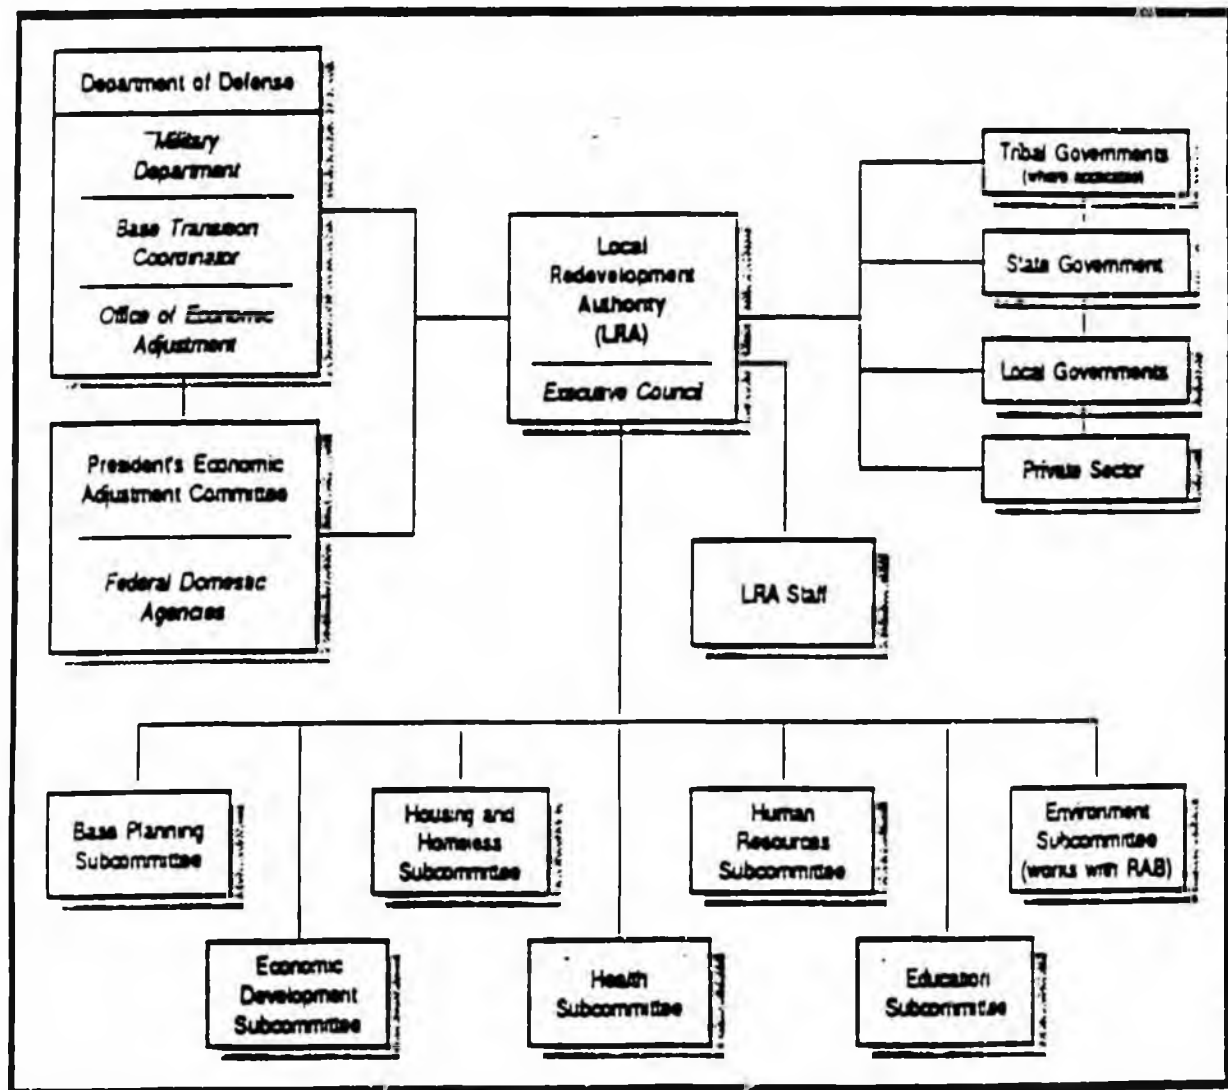 Department of Defense
Military
Department
Base Transition
Coordinator
Office of Economic
Adjustment
President's Economic
Adjustment Committee
Federal Domestic
Agencies
Local
Redevelopment
Authority
(LRA)
Executive Council
Tribal Governments
(where applicable)
State Government
Local Governments
Private Sector
LRA Staff
Base Planning
Subcommittee
Housing and
Homeless
Subcommittee
Human
Resources
Subcommittee
Environment
Subcommittee
(works with RAB)
Economic
Development
Subcommittee
Health
Subcommittee
Education
Subcommittee